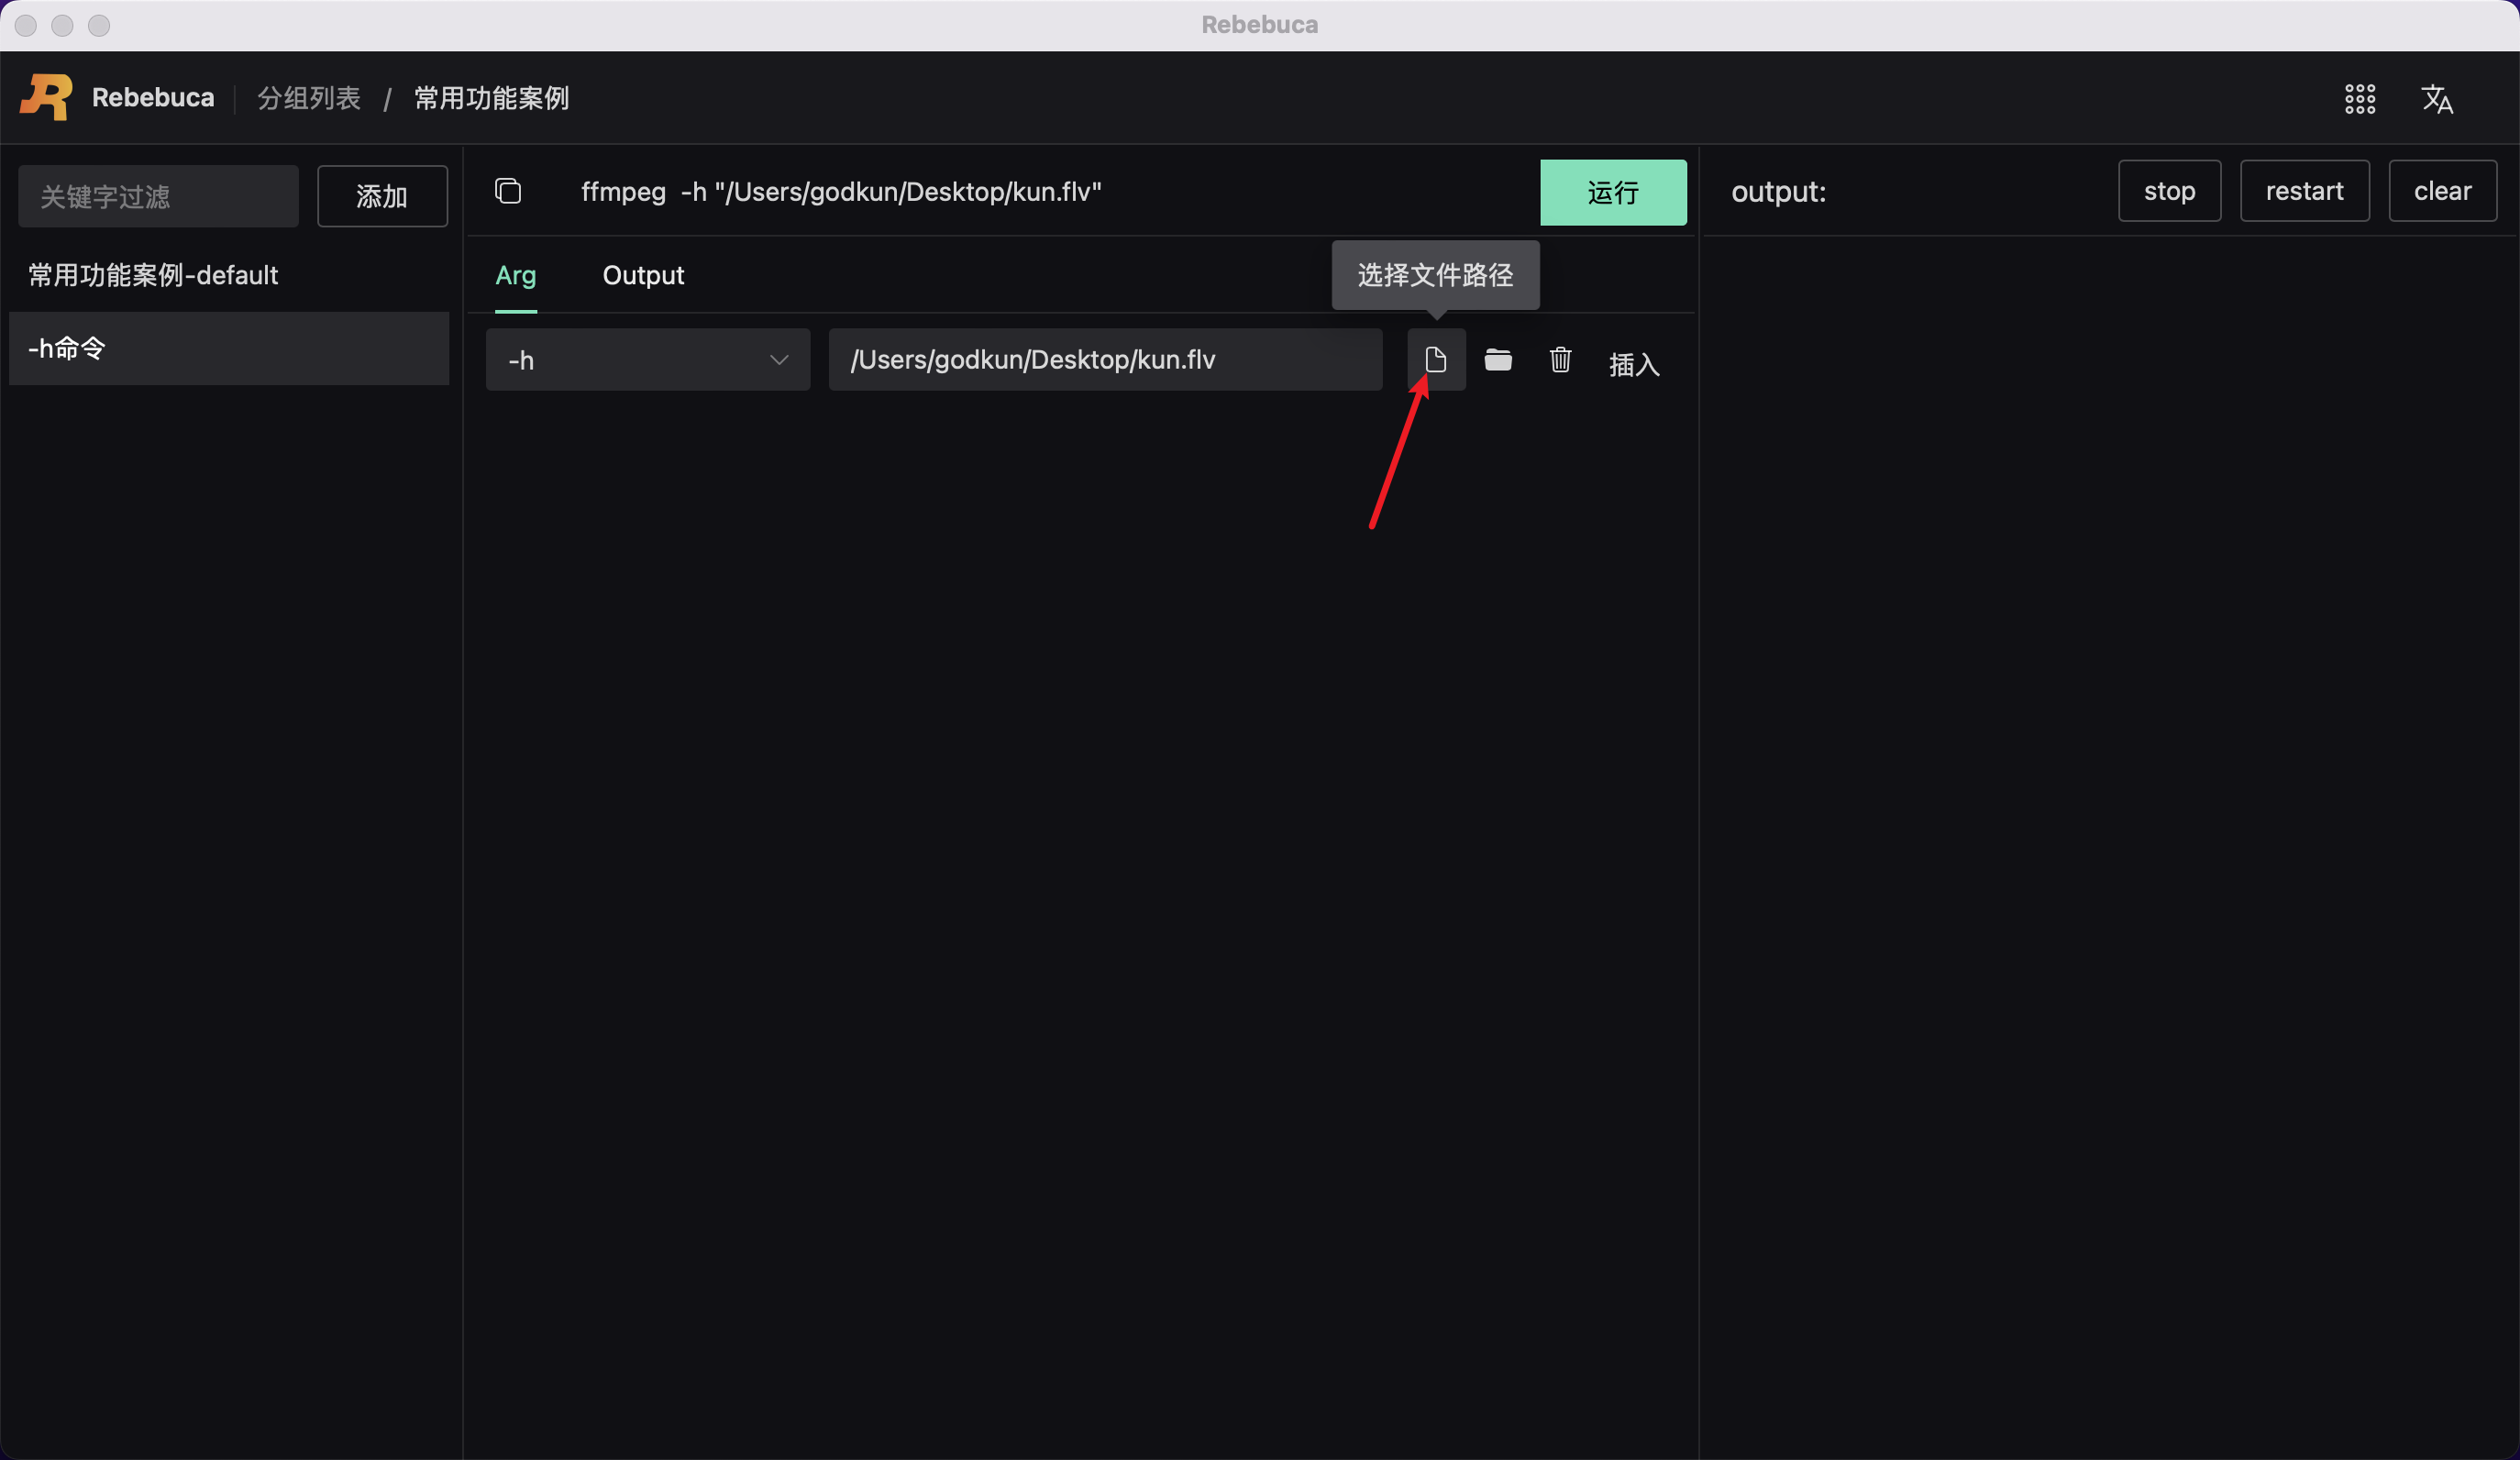 Rebebuca
Rebebuca 分组列表 / 常用功能案例
关键字过滤 添加
常用功能案例-default
-h命令
ffmpeg -h "/Users/godkun/Desktop/kun.flv" 运行
Arg Output
选择文件路径
-h /Users/godkun/Desktop/kun.flv 插入
output: stop restart clear